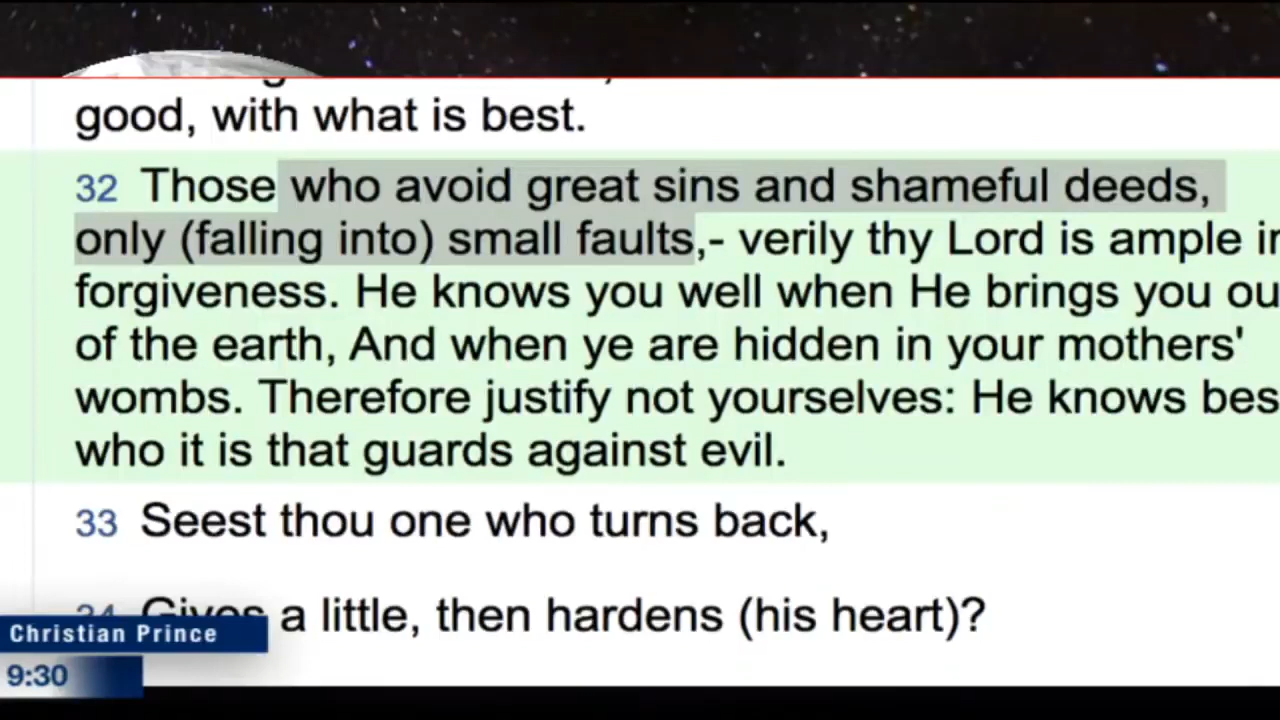 good, with what is best.
32 Those who avoid great sins and shameful deeds,
only (falling into) small faults,- verily thy Lord is ample in
forgiveness. He knows you well when He brings you ou
of the earth, And when ye are hidden in your mothers'
wombs. Therefore justify not yourselves: He knows bes
who it is that guards against evil.
33 Seest thou one who turns back,
34 Gives a little, then hardens (his heart)?
Christian Prince
9:30